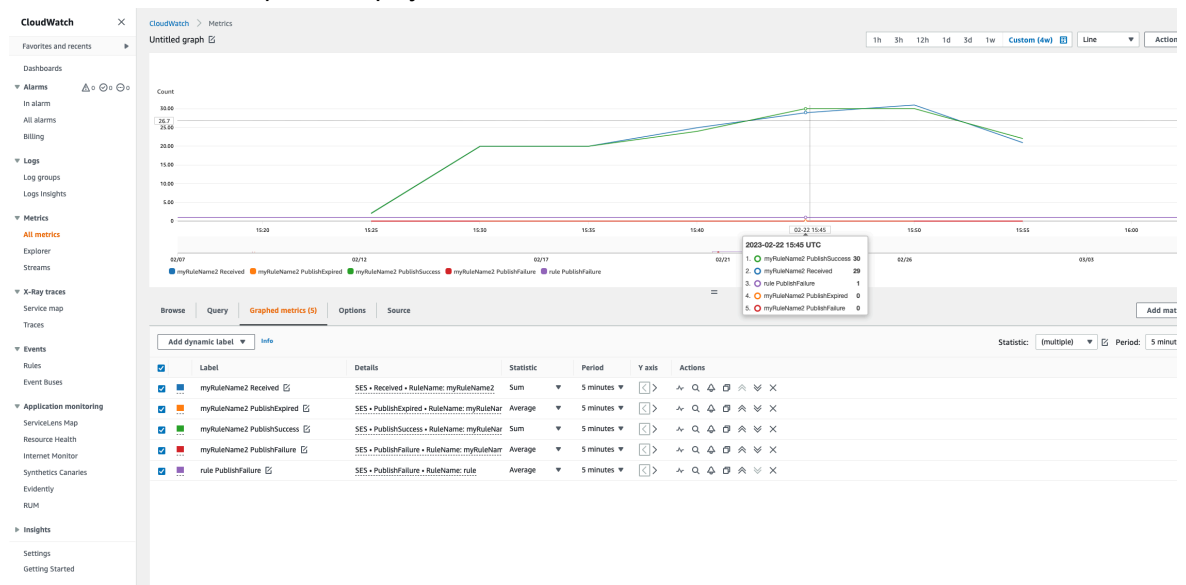 CloudWatch
Favorites and recents
Dashboards
Alarms 0 0 0
In alarm
All alarms
Billing
Logs
Log groups
Logs Insights
Metrics
All metrics
Explorer
Streams
X-Ray traces
Service map
Traces
Events
Rules
Event Buses
Application monitoring
ServiceLens Map
Resource Health
Internet Monitor
Synthetics Canaries
Evidently
RUM
Insights
Settings
Getting Started
CloudWatch > Metrics
Untitled graph
1h 3h 12h 1d 3d 1w Custom (4w) Line Action
Count
30.00
26.7
25.00
20.00
15.00
10.00
5.00
0
15:20 15:25 15:30 15:35 15:40 02-22 15:45 15:50 15:55 16:00
02/07 02/12 02/17 02/21 02/26 03/03
myRuleName2 Received myRuleName2 PublishExpired myRuleName2 PublishSuccess myRuleName2 PublishFailure rule PublishFailure
2023-02-22 15:45 UTC
1. myRuleName2 PublishSuccess 30
2. myRuleName2 Received 29
3. rule PublishFailure 1
4. myRuleName2 PublishExpired 0
5. myRuleName2 PublishFailure 0
Browse Query Graphed metrics (5) Options Source Add mat
Add dynamic label Info Statistic: (multiple) Period: 5 minut
Label Details Statistic Period Y axis Actions
myRuleName2 Received SES • Received • RuleName: myRuleName2 Sum 5 minutes
myRuleName2 PublishExpired SES • PublishExpired • RuleName: myRuleNar Average 5 minutes
myRuleName2 PublishSuccess SES • PublishSuccess • RuleName: myRuleNar Sum 5 minutes
myRuleName2 PublishFailure SES • PublishFailure • RuleName: myRuleNam Average 5 minutes
rule PublishFailure SES • PublishFailure • RuleName: rule Average 5 minutes